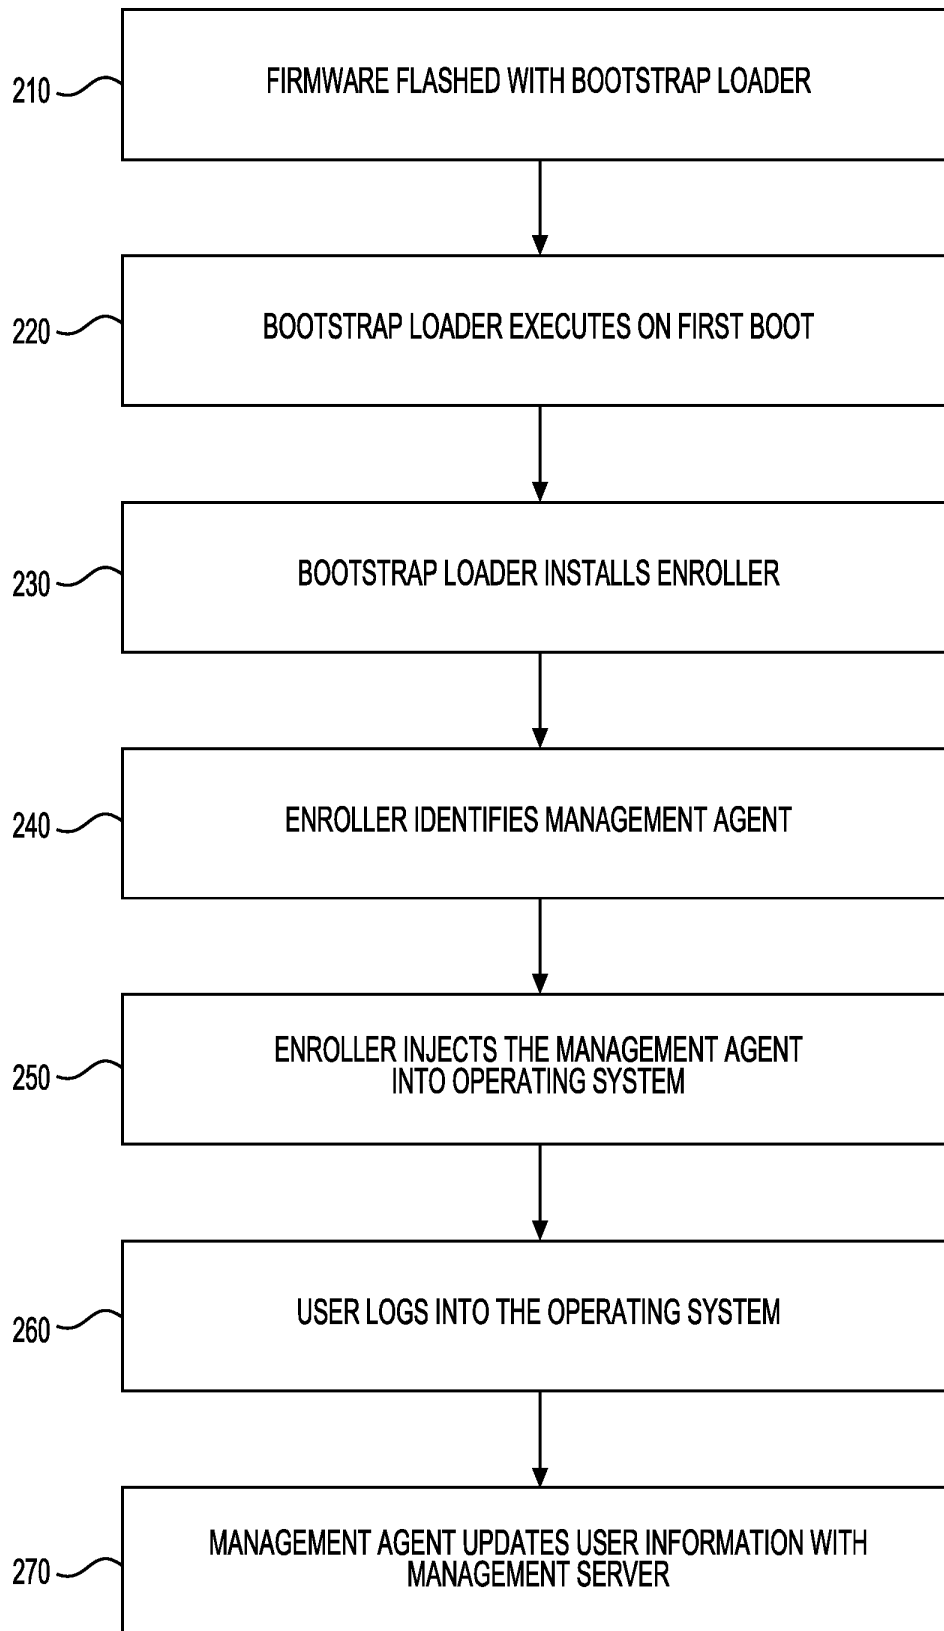 210
FIRMWARE FLASHED WITH BOOTSTRAP LOADER
220
BOOTSTRAP LOADER EXECUTES ON FIRST BOOT
230
BOOTSTRAP LOADER INSTALLS ENROLLER
240
ENROLLER IDENTIFIES MANAGEMENT AGENT
250
ENROLLER INJECTS THE MANAGEMENT AGENT
INTO OPERATING SYSTEM
260
USER LOGS INTO THE OPERATING SYSTEM
270
MANAGEMENT AGENT UPDATES USER INFORMATION WITH
MANAGEMENT SERVER